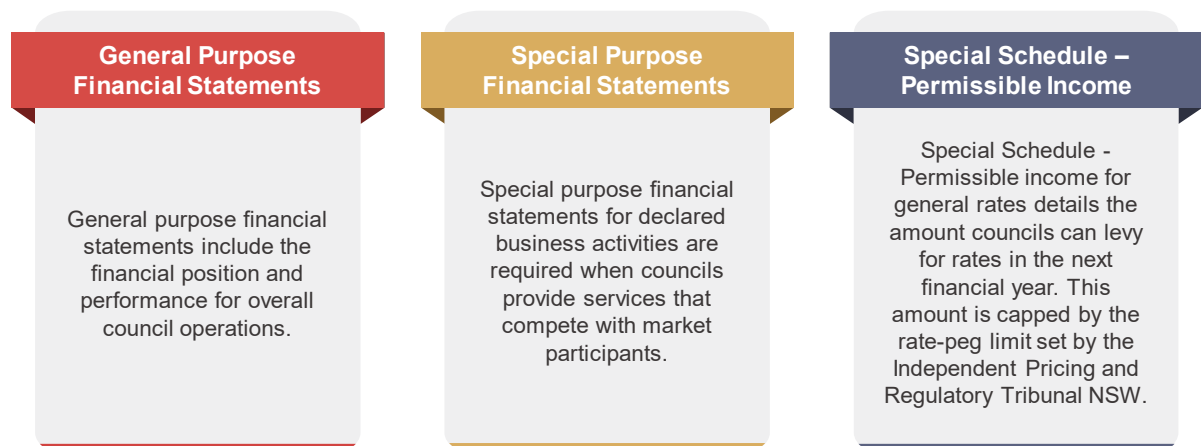 General Purpose
Financial Statements
General purpose financial
statements include the
financial position and
performance for overall
council operations.
Special Purpose
Financial Statements
Special purpose financial
statements for declared
business activities are
required when councils
provide services that
compete with market
participants.
Special Schedule –
Permissible Income
Special Schedule -
Permissible income for
general rates details the
amount councils can levy
for rates in the next
financial year. This
amount is capped by the
rate-peg limit set by the
Independent Pricing and
Regulatory Tribunal NSW.